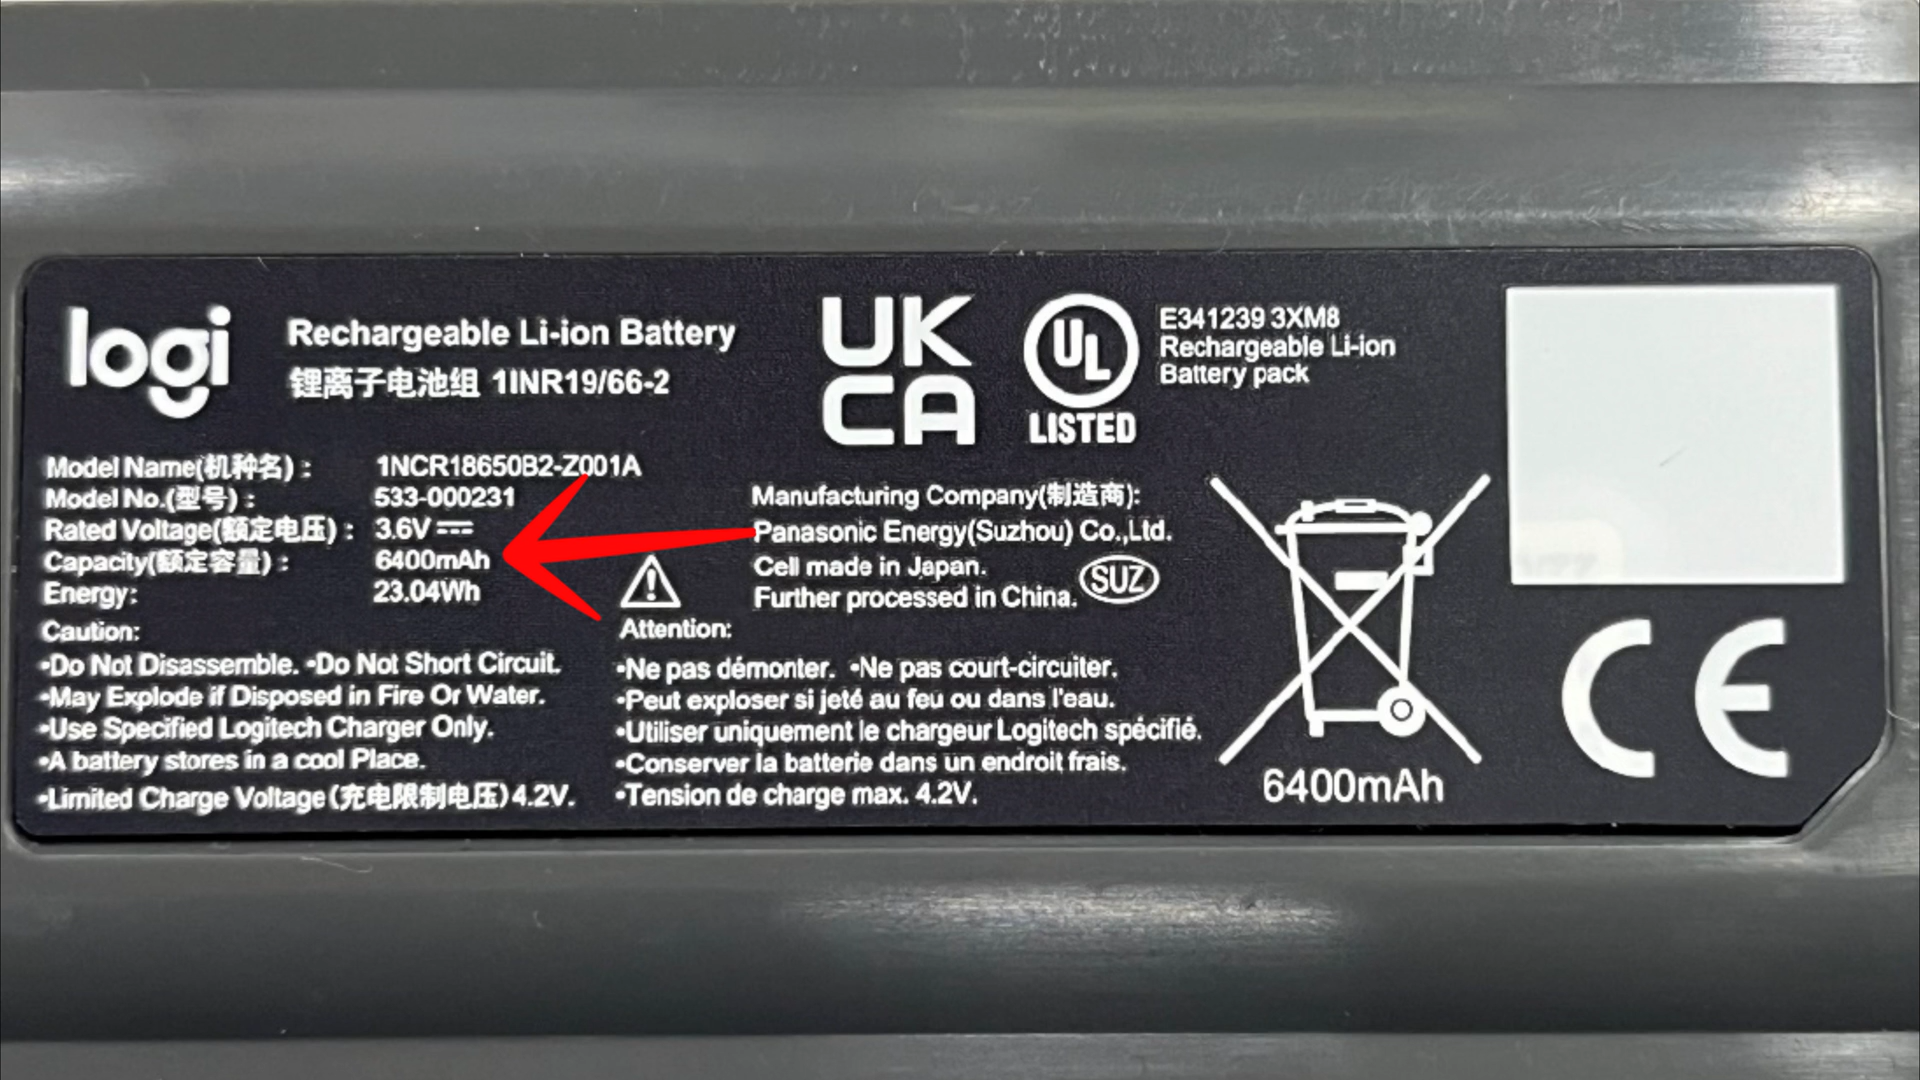 logi
Rechargeable Li-ion Battery
锂离子电池组 1INR19/66-2
UK
CA
UL
LISTED
E341239 3XM8
Rechargeable Li-ion
Battery pack
Model Name(机种名) : 1NCR18650B2-Z001A
Model No.(型号) : 533-000231
Rated Voltage(额定电压) : 3.6V
Capacity(额定容量) : 6400mAh
Energy: 23.04Wh
Caution:
•Do Not Disassemble. •Do Not Short Circuit.
•May Explode if Disposed in Fire Or Water.
•Use Specified Logitech Charger Only.
•A battery stores in a cool Place.
•Limited Charge Voltage(充电限制电压)4.2V.
Manufacturing Company(制造商):
Panasonic Energy(Suzhou) Co.,Ltd.
Cell made in Japan.
Further processed in China.
SUZ
Attention:
•Ne pas démonter. •Ne pas court-circuiter.
•Peut exploser si jeté au feu ou dans l'eau.
•Utiliser uniquement le chargeur Logitech spécifié.
•Conserver la batterie dans un endroit frais.
•Tension de charge max. 4.2V.
6400mAh
CE